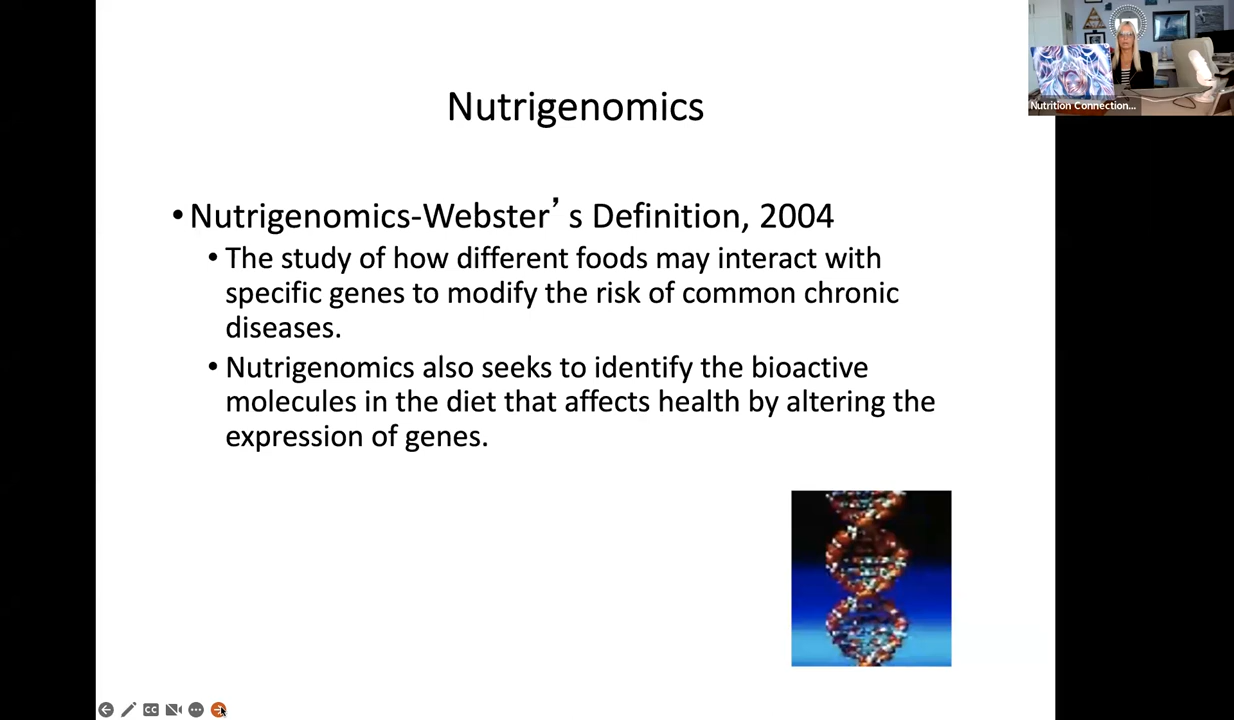 Nutrition Connection...
Nutrigenomics
• Nutrigenomics-Webster’s Definition, 2004
• The study of how different foods may interact with
specific genes to modify the risk of common chronic
diseases.
• Nutrigenomics also seeks to identify the bioactive
molecules in the diet that affects health by altering the
expression of genes.
CC